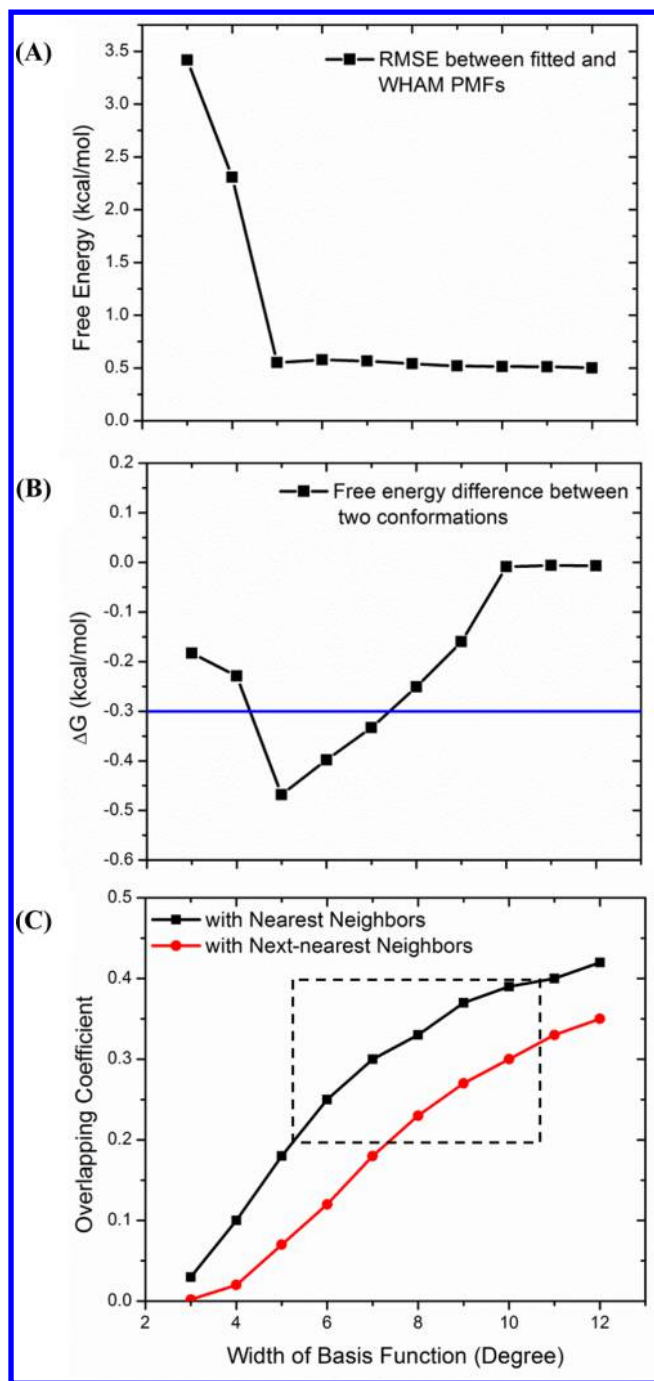 (A)
RMSE between fitted and
WHAM PMFs
Free Energy (kcal/mol)
3.5
3.0
2.5
2.0
1.5
1.0
0.5
0.0
(B)
Free energy difference between
two conformations
ΔG (kcal/mol)
0.2
0.1
0.0
-0.1
-0.2
-0.3
-0.4
-0.5
-0.6
(C)
with Nearest Neighbors
with Next-nearest Neighbors
Overlapping Coefficient
0.5
0.4
0.3
0.2
0.1
0.0
2 4 6 8 10 12
Width of Basis Function (Degree)